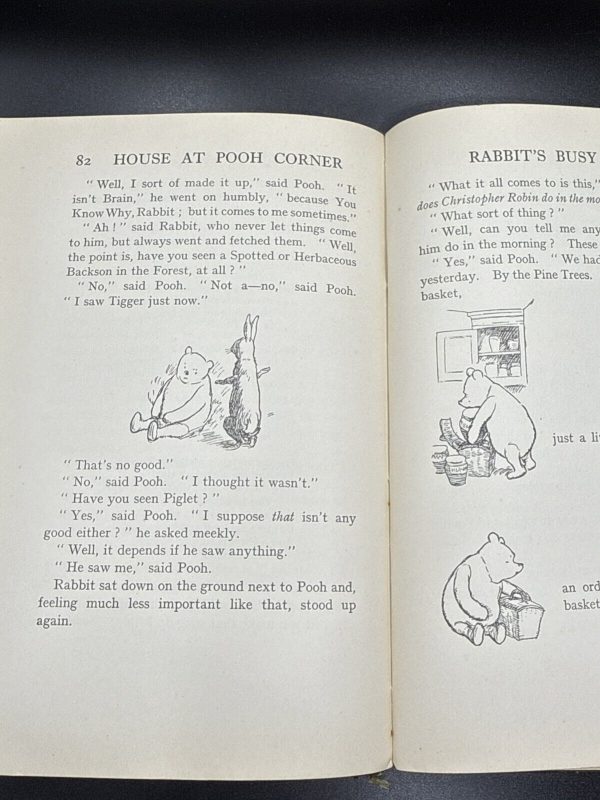 82 HOUSE AT POOH CORNER
" Well, I sort of made it up," said Pooh. " It
isn't Brain," he went on humbly, " because You
Know Why, Rabbit ; but it comes to me sometimes."
" Ah ! " said Rabbit, who never let things come
to him, but always went and fetched them. " Well,
the point is, have you seen a Spotted or Herbaceous
Backson in the Forest, at all ? "
" No," said Pooh. " Not a—no," said Pooh.
" I saw Tigger just now."
" That's no good."
" No," said Pooh. " I thought it wasn't."
" Have you seen Piglet ? "
" Yes," said Pooh. " I suppose that isn't any
good either ? " he asked meekly.
" Well, it depends if he saw anything."
" He saw me," said Pooh.
Rabbit sat down on the ground next to Pooh and,
feeling much less important like that, stood up
again.
RABBIT'S BUSY
" What it all comes to is this,"
does Christopher Robin do in the mo
" What sort of thing ? "
" Well, can you tell me any
him do in the morning ? These
" Yes," said Pooh. " We had
yesterday. By the Pine Trees.
basket,
just a li
an ord
basket